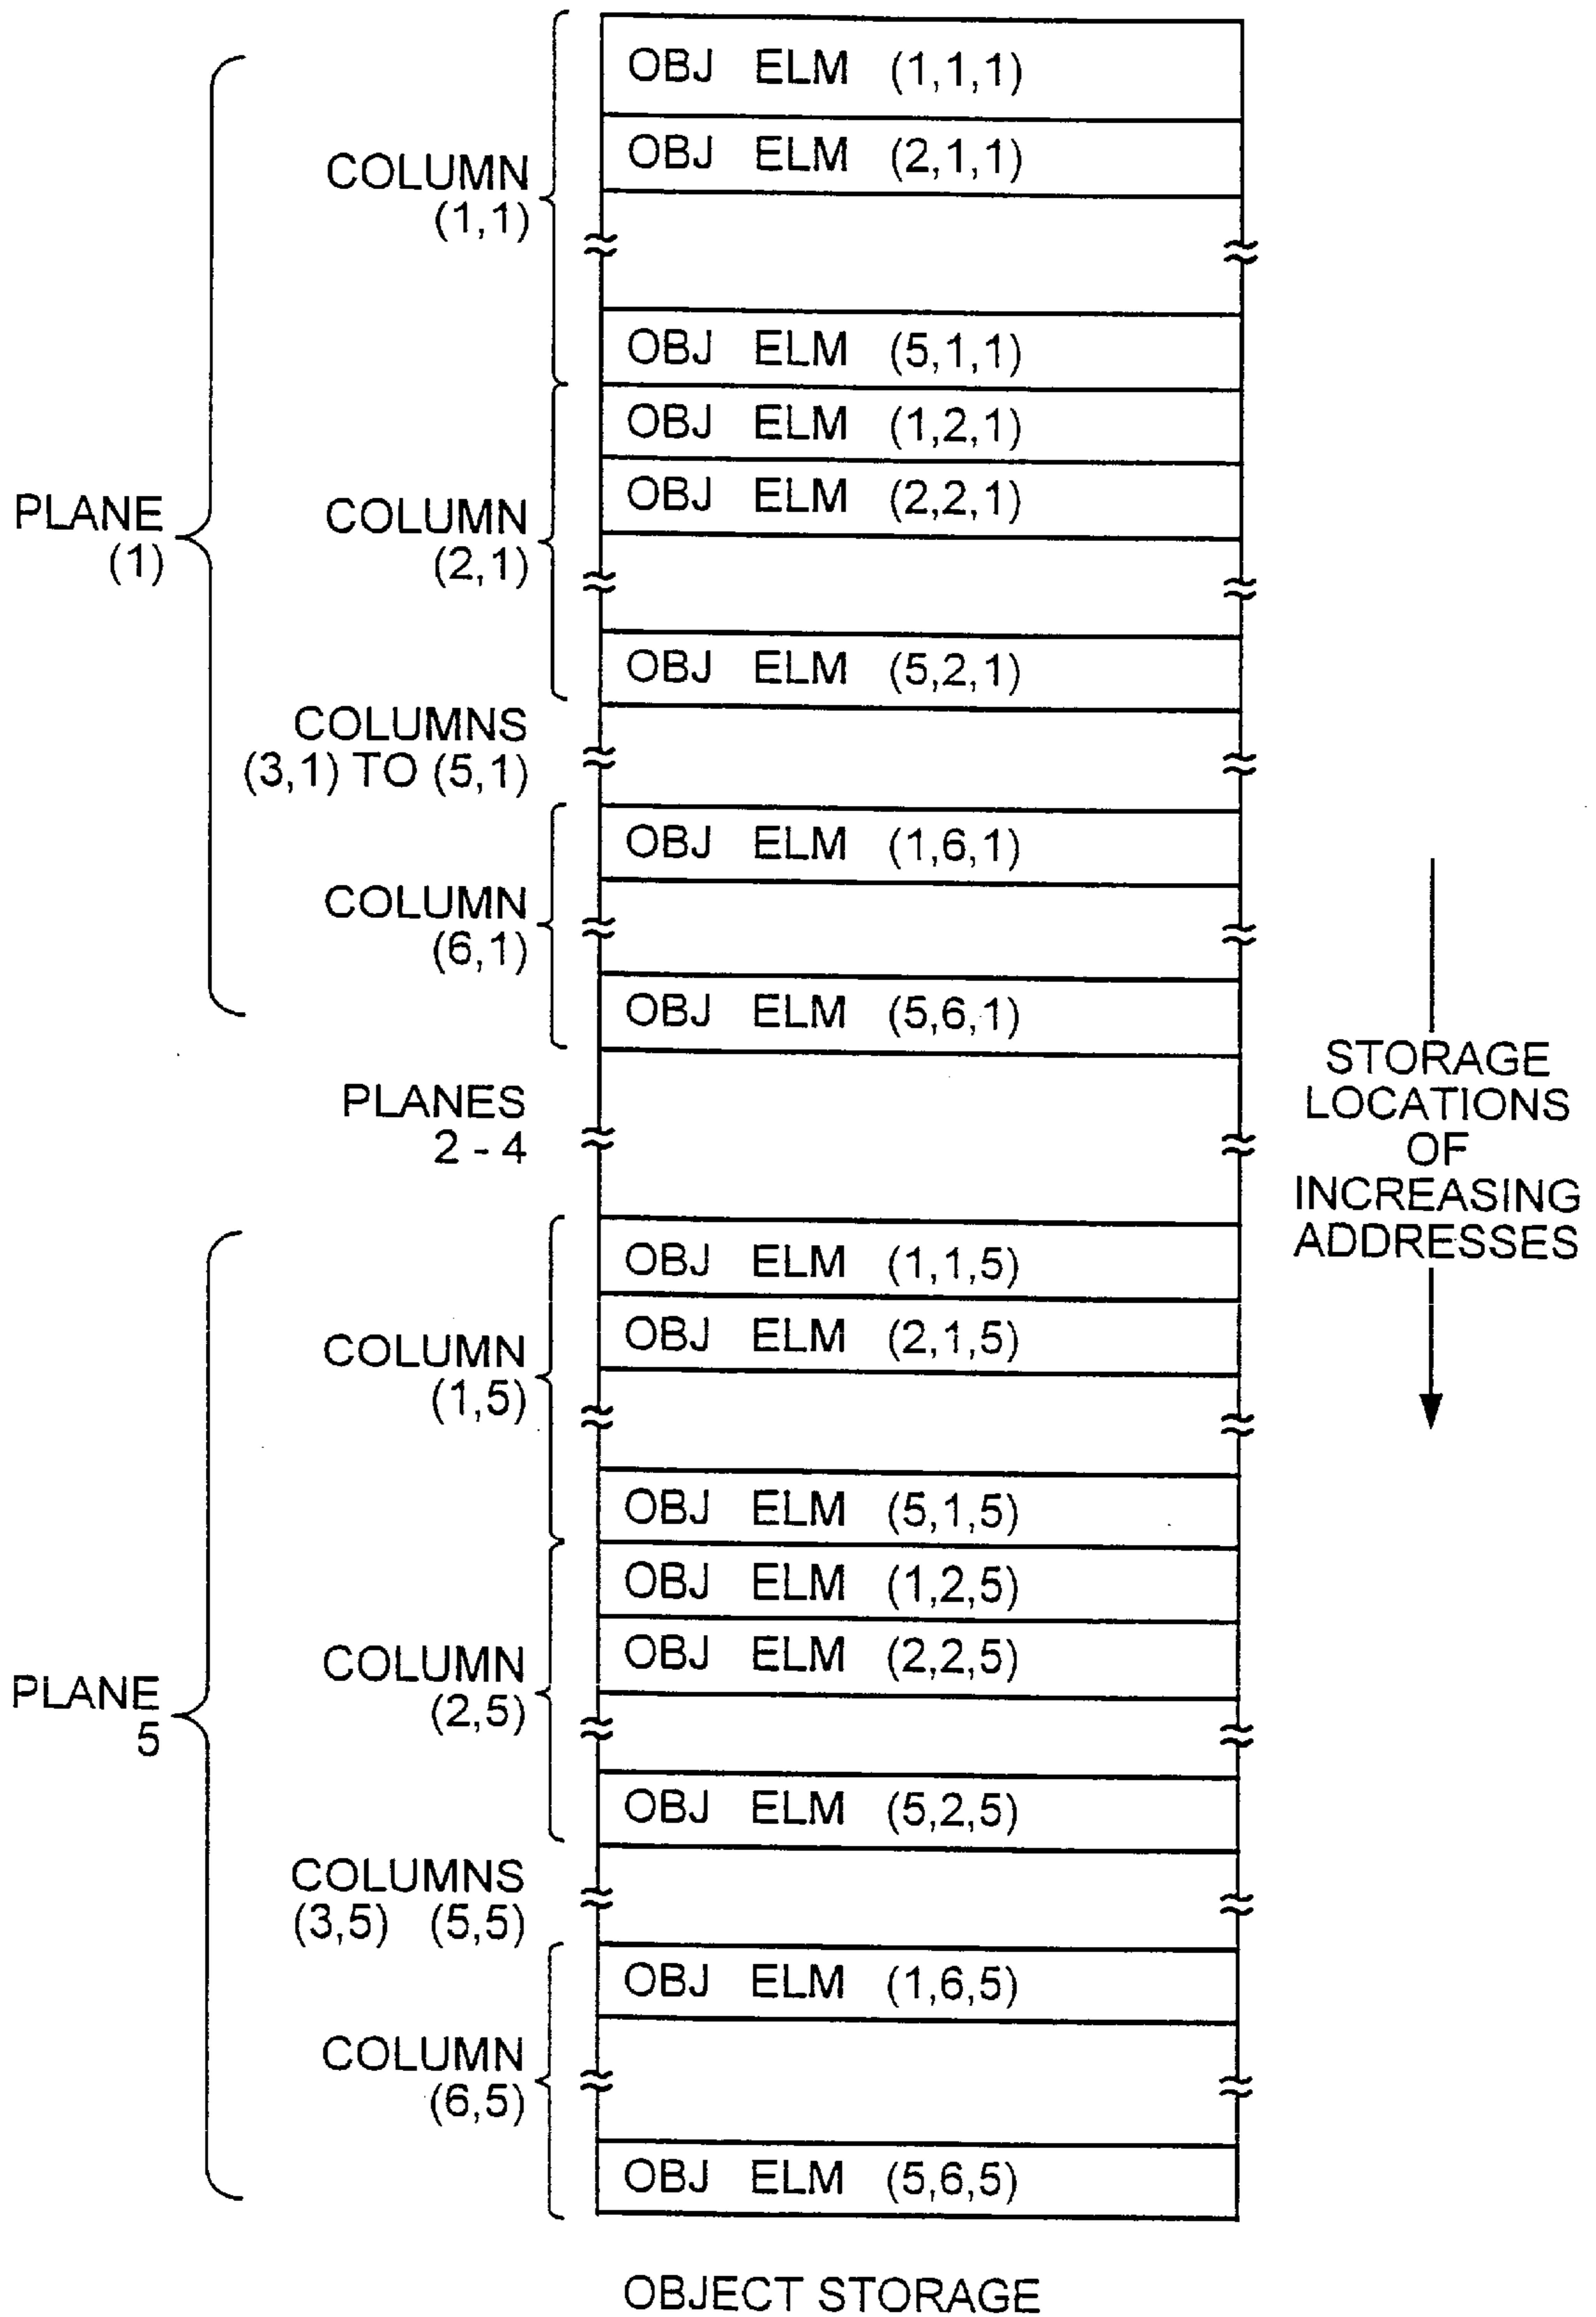 OBJ ELM (1,1,1)
OBJ ELM (2,1,1)
COLUMN
(1,1)
OBJ ELM (5,1,1)
OBJ ELM (1,2,1)
OBJ ELM (2,2,1)
PLANE
(1)
COLUMN
(2,1)
OBJ ELM (5,2,1)
COLUMNS
(3,1) TO (5,1)
OBJ ELM (1,6,1)
COLUMN
(6,1)
OBJ ELM (5,6,1)
PLANES
2 - 4
STORAGE
LOCATIONS
OF
INCREASING
ADDRESSES
OBJ ELM (1,1,5)
OBJ ELM (2,1,5)
COLUMN
(1,5)
OBJ ELM (5,1,5)
OBJ ELM (1,2,5)
OBJ ELM (2,2,5)
COLUMN
(2,5)
PLANE
5
OBJ ELM (5,2,5)
COLUMNS
(3,5) (5,5)
OBJ ELM (1,6,5)
COLUMN
(6,5)
OBJ ELM (5,6,5)
OBJECT STORAGE